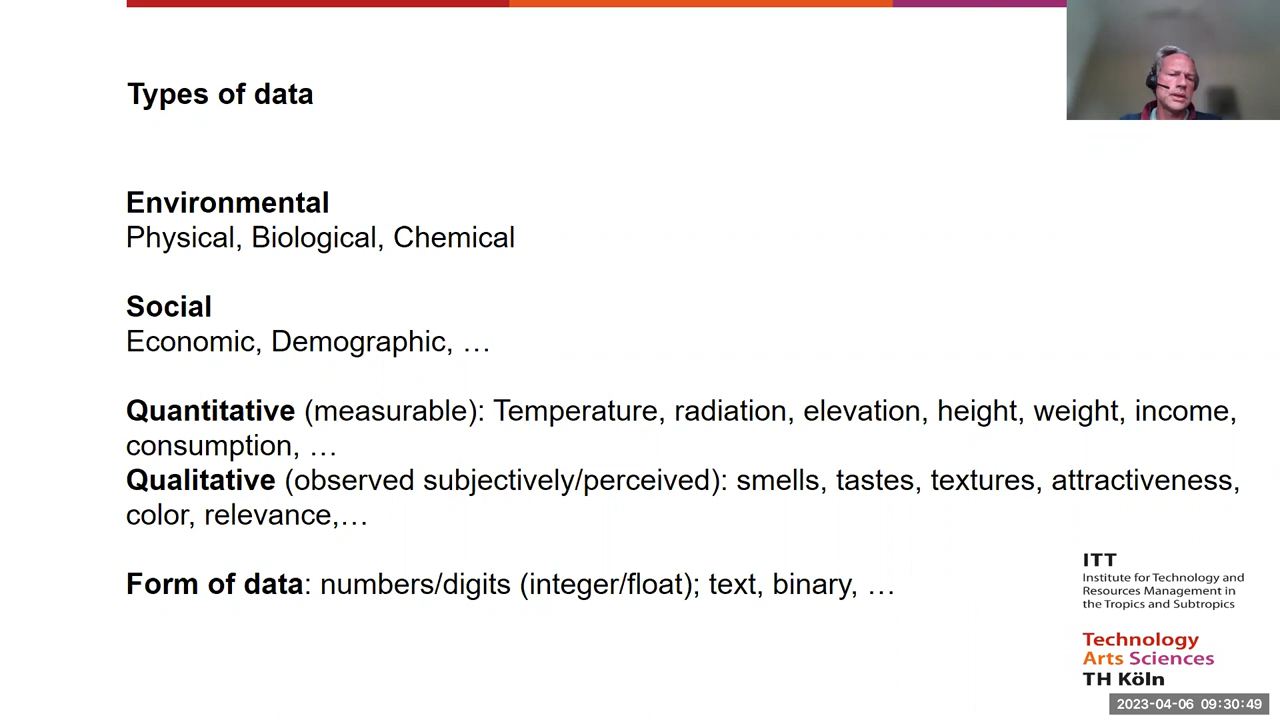 Types of data
Environmental
Physical, Biological, Chemical
Social
Economic, Demographic, …
Quantitative (measurable): Temperature, radiation, elevation, height, weight, income,
consumption, …
Qualitative (observed subjectively/perceived): smells, tastes, textures, attractiveness,
color, relevance,…
Form of data: numbers/digits (integer/float); text, binary, …
ITT
Institute for Technology and
Resources Management in
the Tropics and Subtropics
Technology
Arts Sciences
TH Köln
2023-04-06 09:30:49